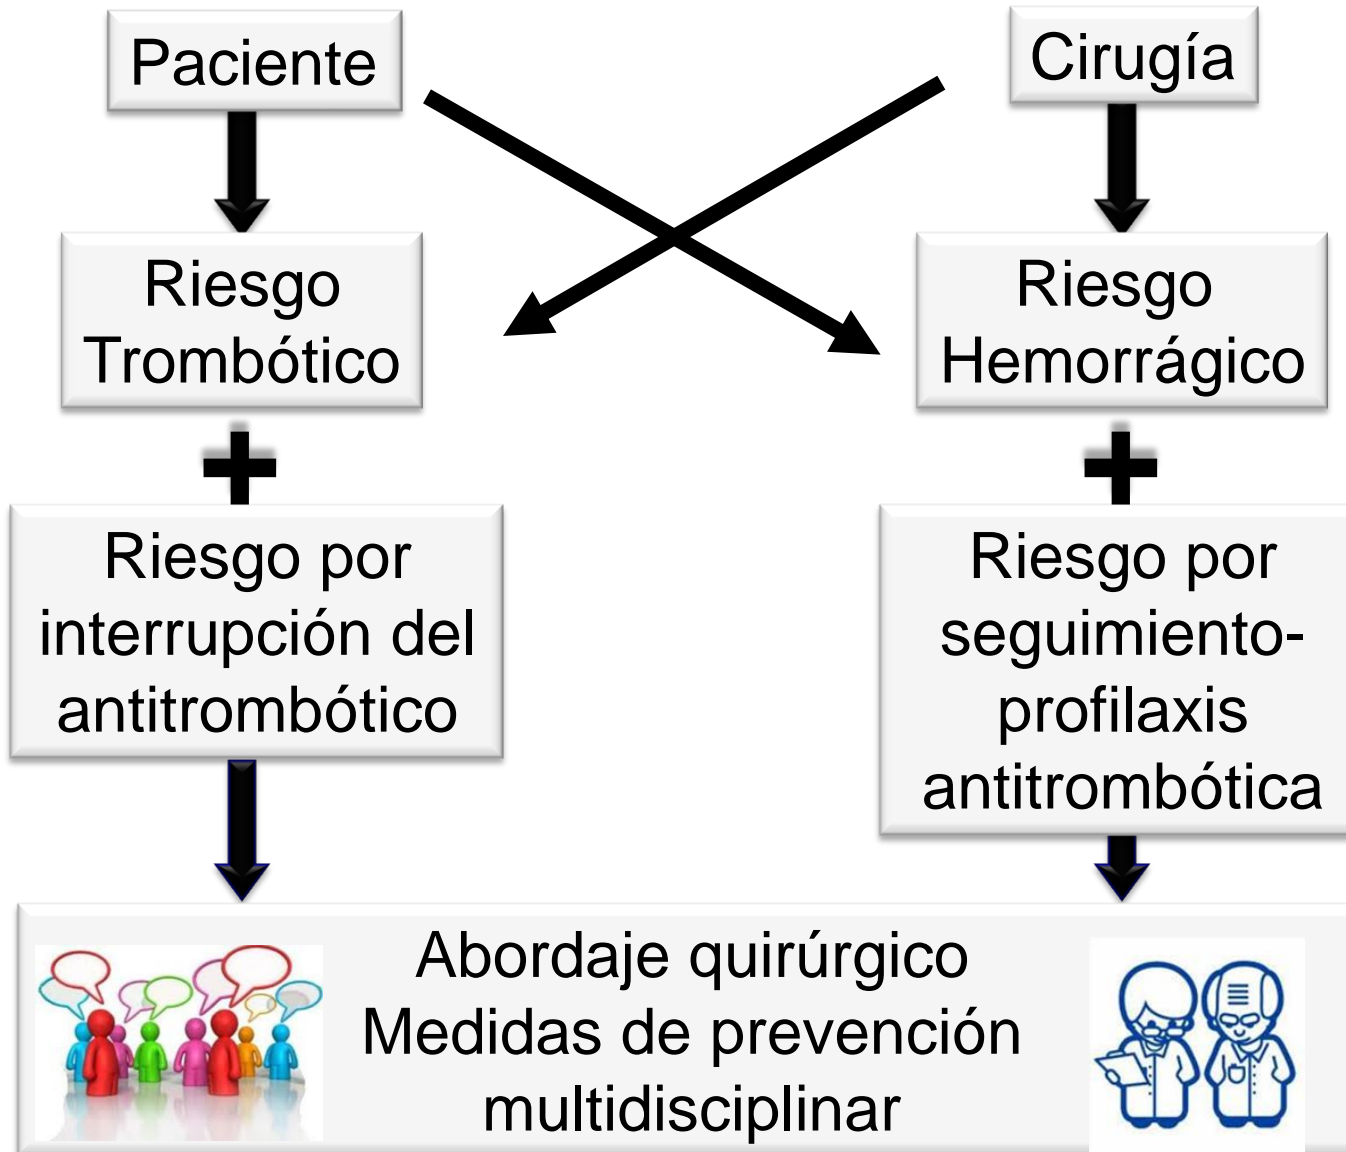 Paciente
Cirugía
Riesgo
Trombótico
Riesgo
Hemorrágico
Riesgo por
interrupción del
antitrombótico
Riesgo por
seguimiento-
profilaxis
antitrombótica
Abordaje quirúrgico
Medidas de prevención
multidisciplinar